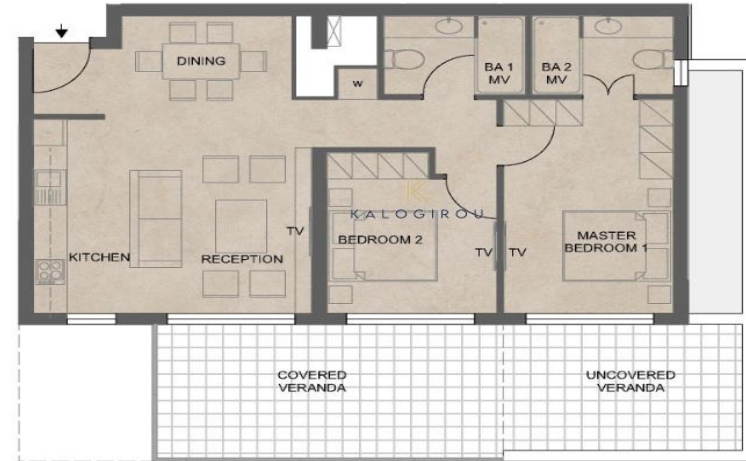 DINING
W
BA 1
MV
BA 2
MV
KALOGIROU
TV
BEDROOM 2
TV
TV
MASTER
BEDROOM 1
KITCHEN
RECEPTION
COVERED
VERANDA
UNCOVERED
VERANDA